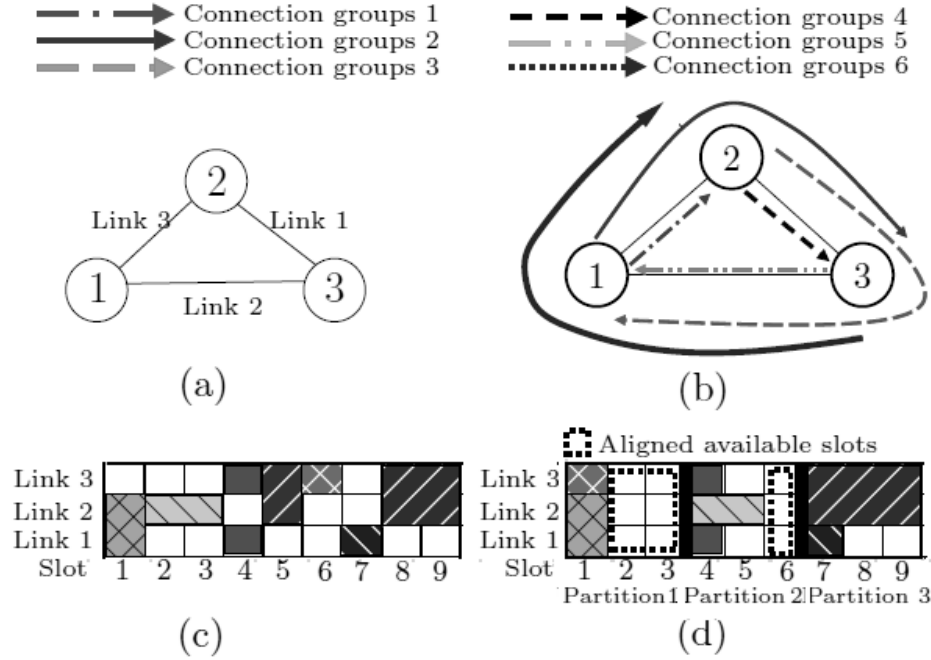 Connection groups 1
Connection groups 2
Connection groups 3
Connection groups 4
Connection groups 5
Connection groups 6
2
Link 3
Link 1
1
3
Link 2
(a)
2
1
3
(b)
Link 3
Link 2
Link 1
Slot 1 2 3 4 5 6 7 8 9
(c)
Aligned available slots
Link 3
Link 2
Link 1
Slot 1 2 3 4 5 6 7 8 9
Partition 1 Partition 2 Partition 3
(d)